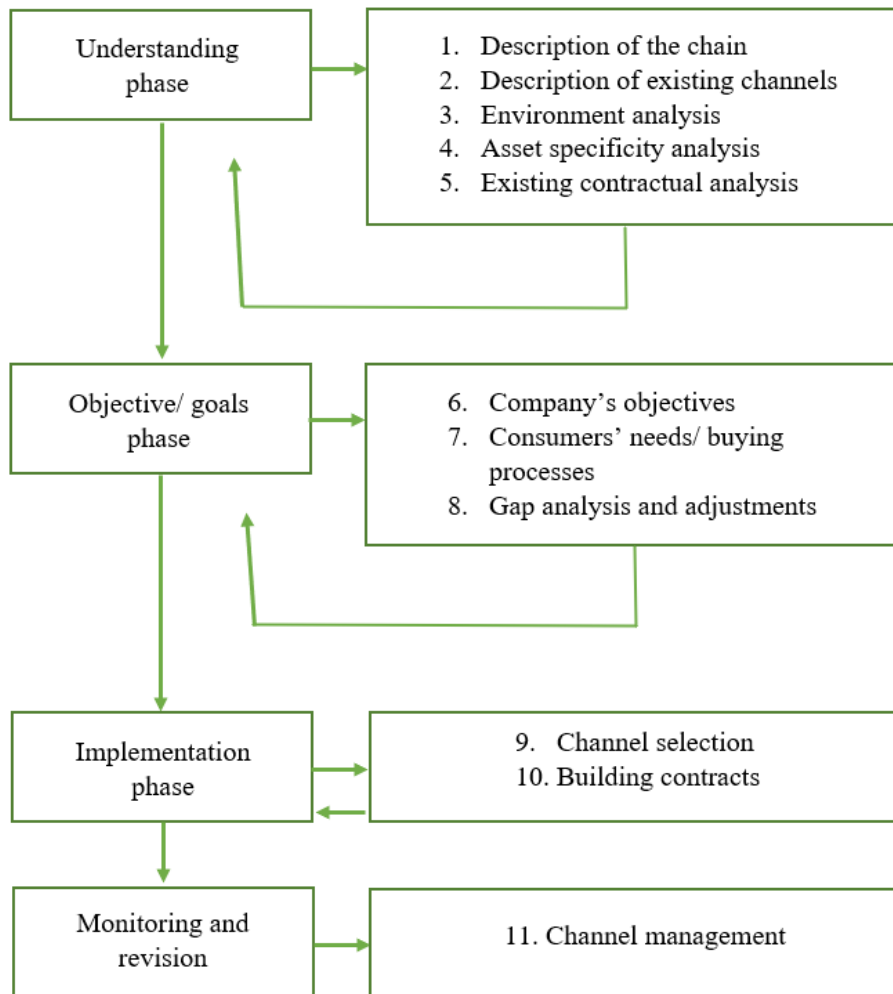 Understanding
phase
1. Description of the chain
2. Description of existing channels
3. Environment analysis
4. Asset specificity analysis
5. Existing contractual analysis
Objective/ goals
phase
6. Company’s objectives
7. Consumers’ needs/ buying
processes
8. Gap analysis and adjustments
Implementation
phase
9. Channel selection
10. Building contracts
Monitoring and
revision
11. Channel management